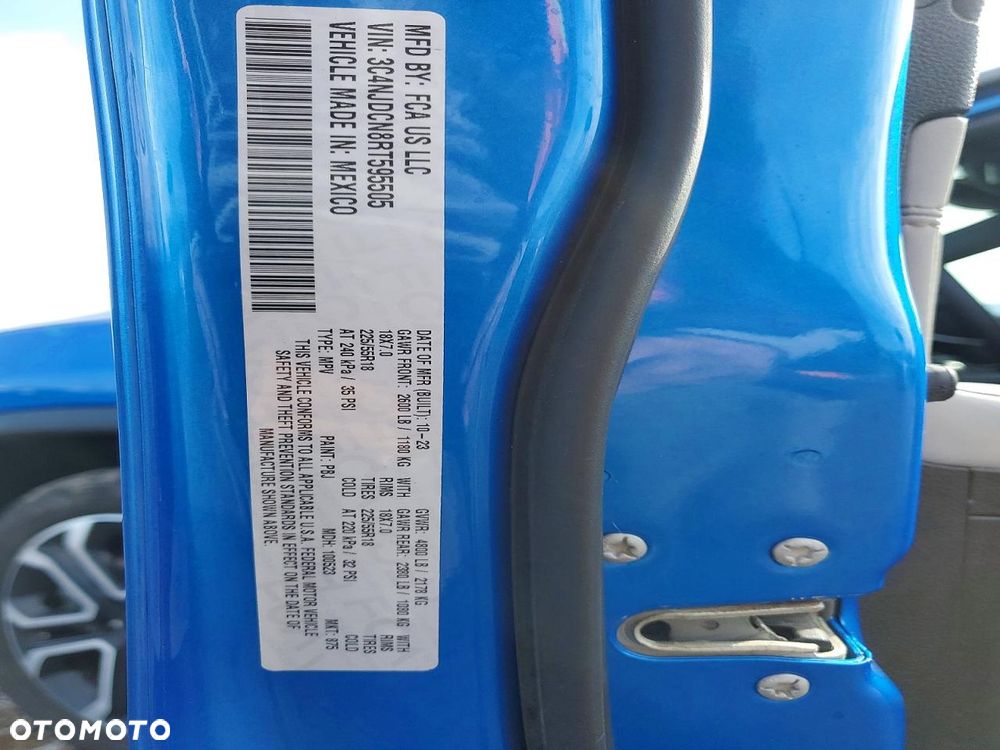 MFD BY: FCA US LLC
VIN: 3C4NJDCN8RT595505
VEHICLE MADE IN: MEXICO
DATE OF MFR (BUILT): 10-23 GVWR: 4800 LB / 2178 KG
GAWR FRONT: 2600 LB / 1180 KG WITH GAWR REAR: 2380 LB / 1080 KG WITH
18X7.0 RIMS 18X7.0 RIMS
225/55R18 TIRES 225/55R18 TIRES
AT 240 kPa / 35 PSI COLD AT 220 kPa / 32 PSI COLD
TYPE: MPV PAINT: PBJ MDH: 100523 MKT: 875
THIS VEHICLE CONFORMS TO ALL APPLICABLE U.S.A. FEDERAL MOTOR VEHICLE
SAFETY AND THEFT PREVENTION STANDARDS IN EFFECT ON THE DATE OF
MANUFACTURE SHOWN ABOVE.
OTOMOTO